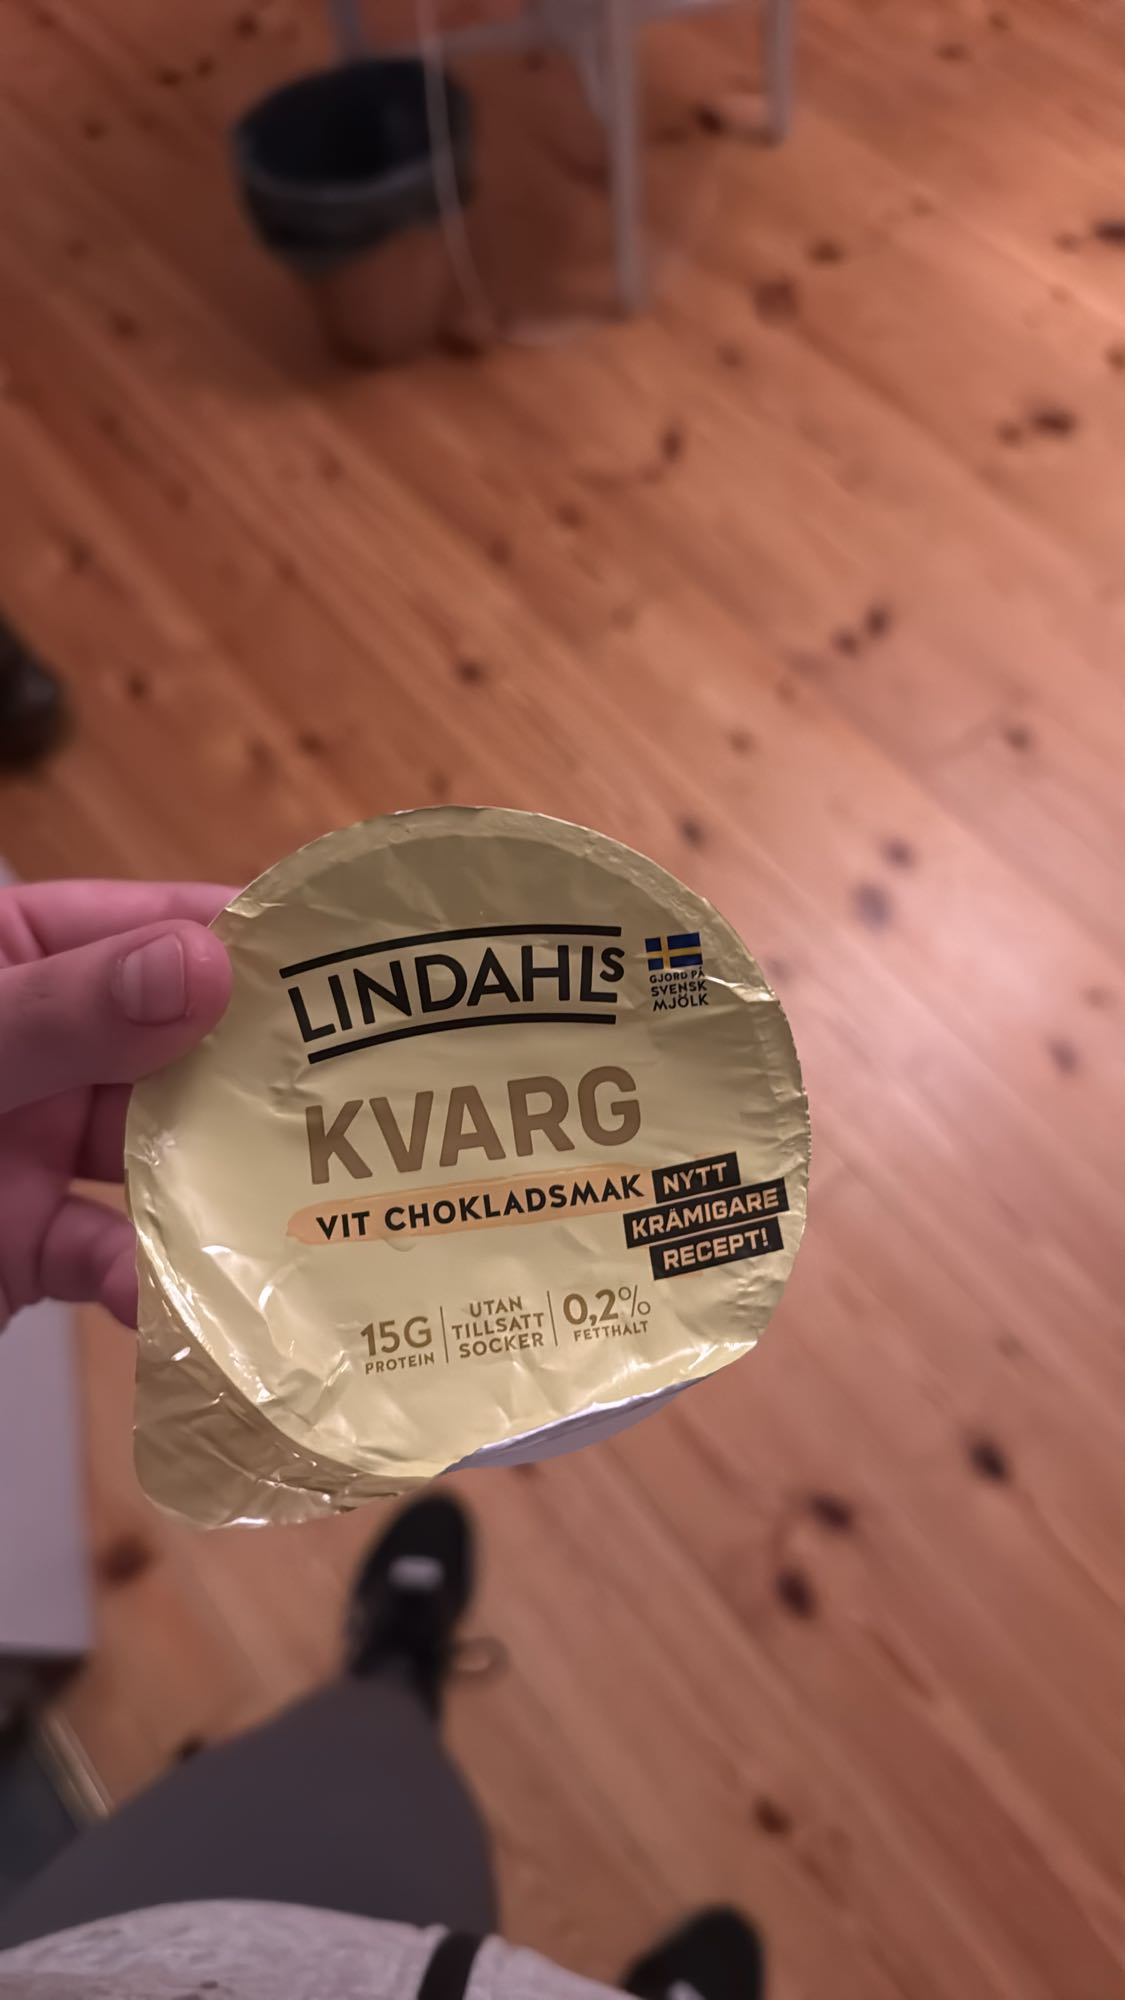 LINDAHLS
GJORD PÅ
SVENSK
MJÖLK
KVARG
VIT CHOKLADSMAK
NYTT
KRÄMIGARE
RECEPT!
15G
PROTEIN
UTAN
TILLSATT
SOCKER
0,2%
FETTHALT